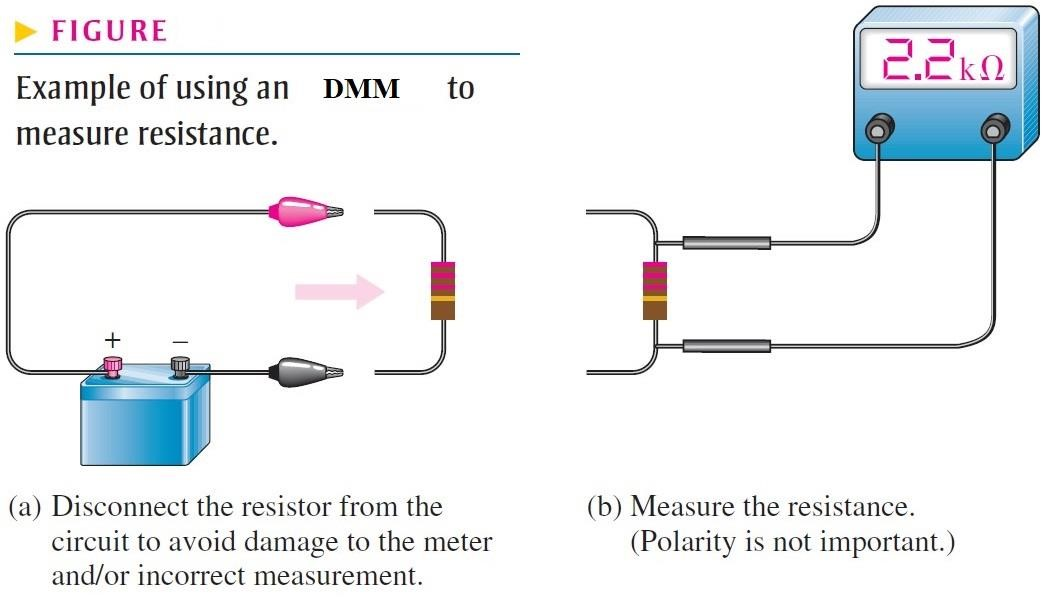 FIGURE
Example of using an DMM to
measure resistance.
2.2kΩ
+ –
(a) Disconnect the resistor from the
circuit to avoid damage to the meter
and/or incorrect measurement.
(b) Measure the resistance.
(Polarity is not important.)